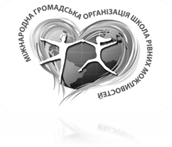 МІЖНАРОДНА ГРОМАДСЬКА ОРГАНІЗАЦІЯ ШКОЛА РІВНИХ МОЖЛИВОСТЕЙ